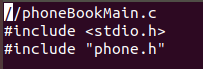 //phoneBookMain.c
#include <stdio.h>
#include "phone.h"